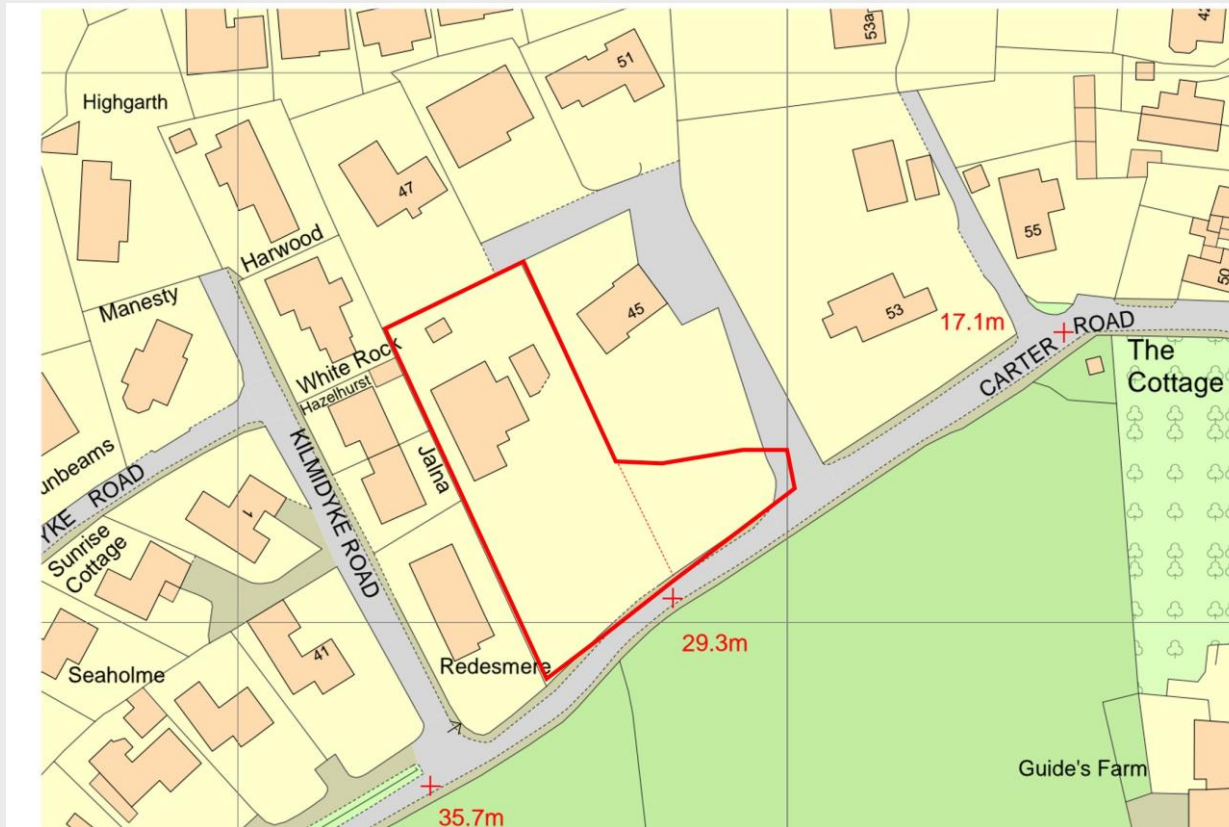 53a
42
51
Highgarth
47
Harwood
55
50
Manesty
45
53
17.1m
CARTER ROAD
The
Cottage
White Rock
Hazelhurst
Jalna
unbeams
YKE ROAD
KILMIDYKE ROAD
1
Sunrise
Cottage
29.3m
41
Redesmere
Seaholme
Guide's Farm
35.7m